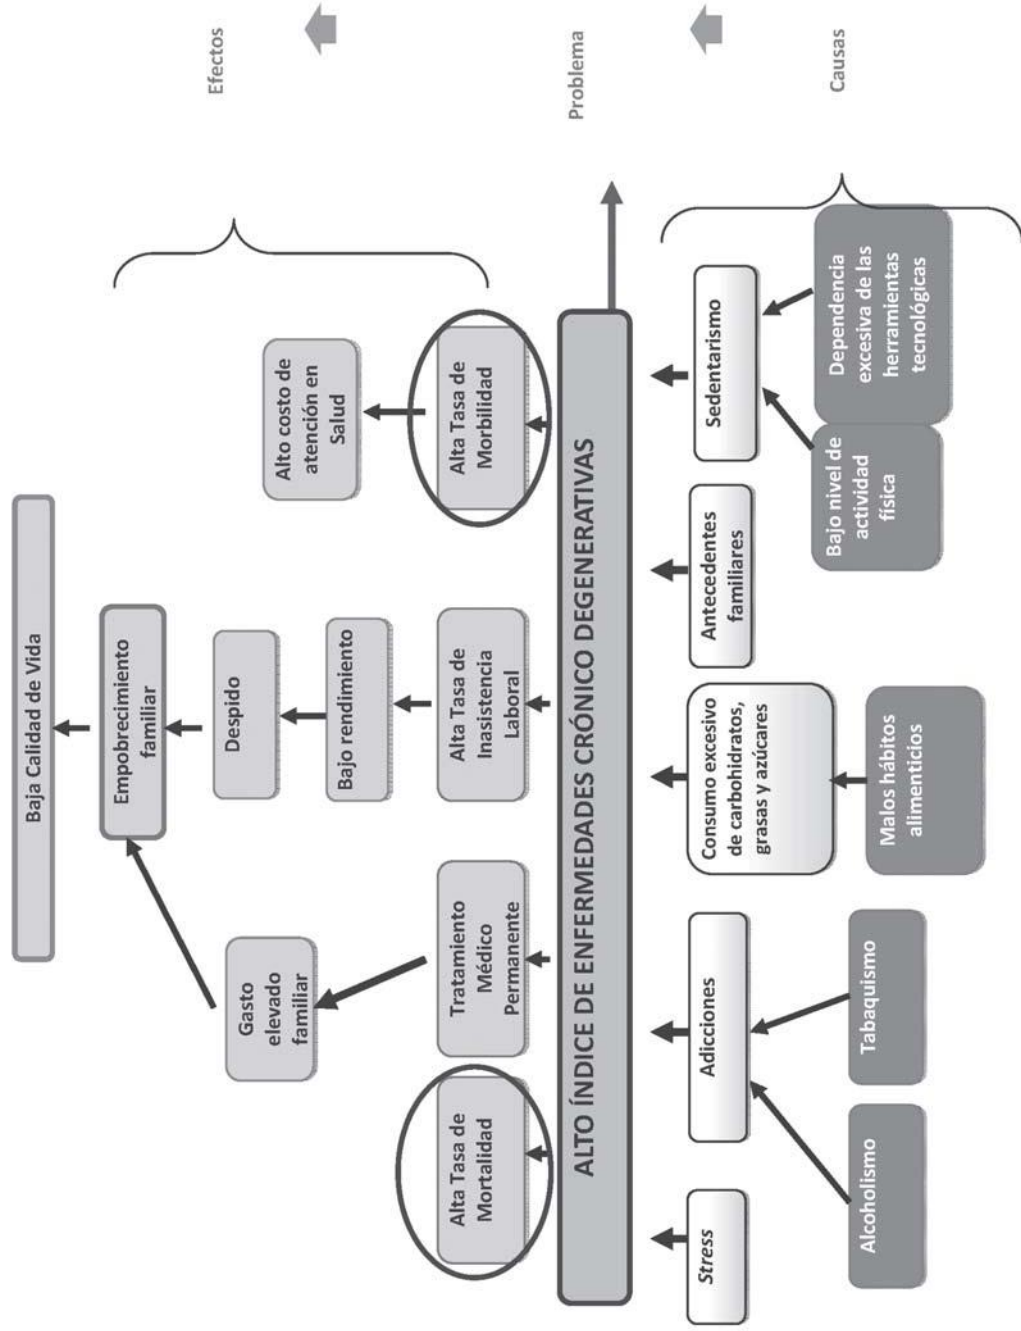 Baja Calidad de Vida
Empobrecimiento
familiar
Gasto
elevado
familiar
Despido
Alto costo de
atención en
Salud
Bajo rendimiento
Alta Tasa de
Mortalidad
Tratamiento
Médico
Permanente
Alta Tasa de
Inasistencia
Laboral
Alta Tasa de
Morbilidad
Efectos
ALTO ÍNDICE DE ENFERMEDADES CRÓNICO DEGENERATIVAS
Problema
Stress
Adicciones
Consumo excesivo
de carbohidratos,
grasas y azúcares
Antecedentes
familiares
Sedentarismo
Alcoholismo
Tabaquismo
Malos hábitos
alimenticios
Bajo nivel de
actividad
física
Dependencia
excesiva de las
herramientas
tecnológicas
Causas